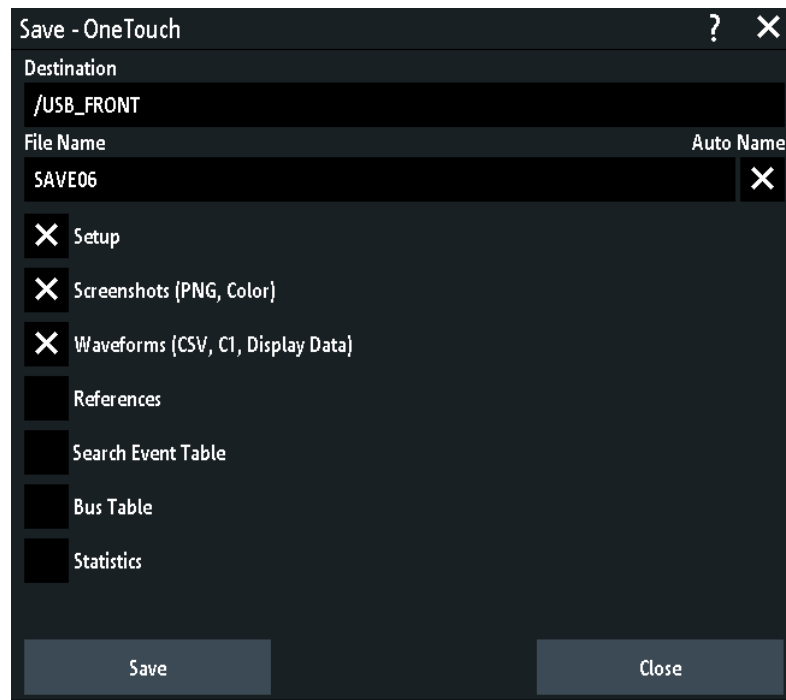 Save - OneTouch ?
Destination
/USB_FRONT
File Name Auto Name
SAVE06
Setup
Screenshots (PNG, Color)
Waveforms (CSV, C1, Display Data)
References
Search Event Table
Bus Table
Statistics
Save Close